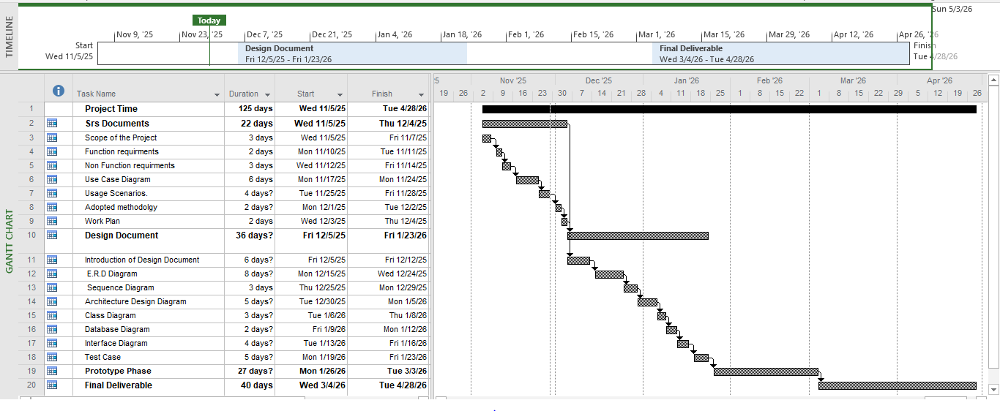 TIMELINE
Sun 5/3/26
Today
Nov 9, '25 Nov 23, '25 Dec 7, '25 Dec 21, '25 Jan 4, '26 Jan 18, '26 Feb 1, '26 Feb 15, '26 Mar 1, '26 Mar 15, '26 Mar 29, '26 Apr 12, '26 Apr 26, '26
Start
Wed 11/5/25
Design Document
Fri 12/5/25 - Fri 1/23/26
Final Deliverable
Wed 3/4/26 - Tue 4/28/26
Finish
Tue 4/28/26
GANTT CHART
Task Name Duration Start Finish
'25 Nov '25 Dec '25 Jan '26 Feb '26 Mar '26 Apr '26
19 26 2 9 16 23 30 7 14 21 28 4 11 18 25 1 8 15 22 1 8 15 22 29 5 12 19 26
1 Project Time 125 days Wed 11/5/25 Tue 4/28/26
2 Srs Documents 22 days Wed 11/5/25 Thu 12/4/25
3 Scope of the Project 3 days Wed 11/5/25 Fri 11/7/25
4 Function requirments 2 days Mon 11/10/25 Tue 11/11/25
5 Non Function requirments 3 days Wed 11/12/25 Fri 11/14/25
6 Use Case Diagram 6 days Mon 11/17/25 Mon 11/24/25
7 Usage Scenarios. 4 days? Tue 11/25/25 Fri 11/28/25
8 Adopted methodolgy 2 days? Mon 12/1/25 Tue 12/2/25
9 Work Plan 2 days Wed 12/3/25 Thu 12/4/25
10 Design Document 36 days? Fri 12/5/25 Fri 1/23/26
11 Introduction of Design Document 6 days? Fri 12/5/25 Fri 12/12/25
12 E.R.D Diagram 8 days? Mon 12/15/25 Wed 12/24/25
13 Sequence Diagram 3 days Thu 12/25/25 Mon 12/29/25
14 Architecture Design Diagram 5 days? Tue 12/30/25 Mon 1/5/26
15 Class Diagram 3 days? Tue 1/6/26 Thu 1/8/26
16 Database Diagram 2 days? Fri 1/9/26 Mon 1/12/26
17 Interface Diagram 4 days? Tue 1/13/26 Fri 1/16/26
18 Test Case 5 days? Mon 1/19/26 Fri 1/23/26
19 Prototype Phase 27 days? Mon 1/26/26 Tue 3/3/26
20 Final Deliverable 40 days Wed 3/4/26 Tue 4/28/26